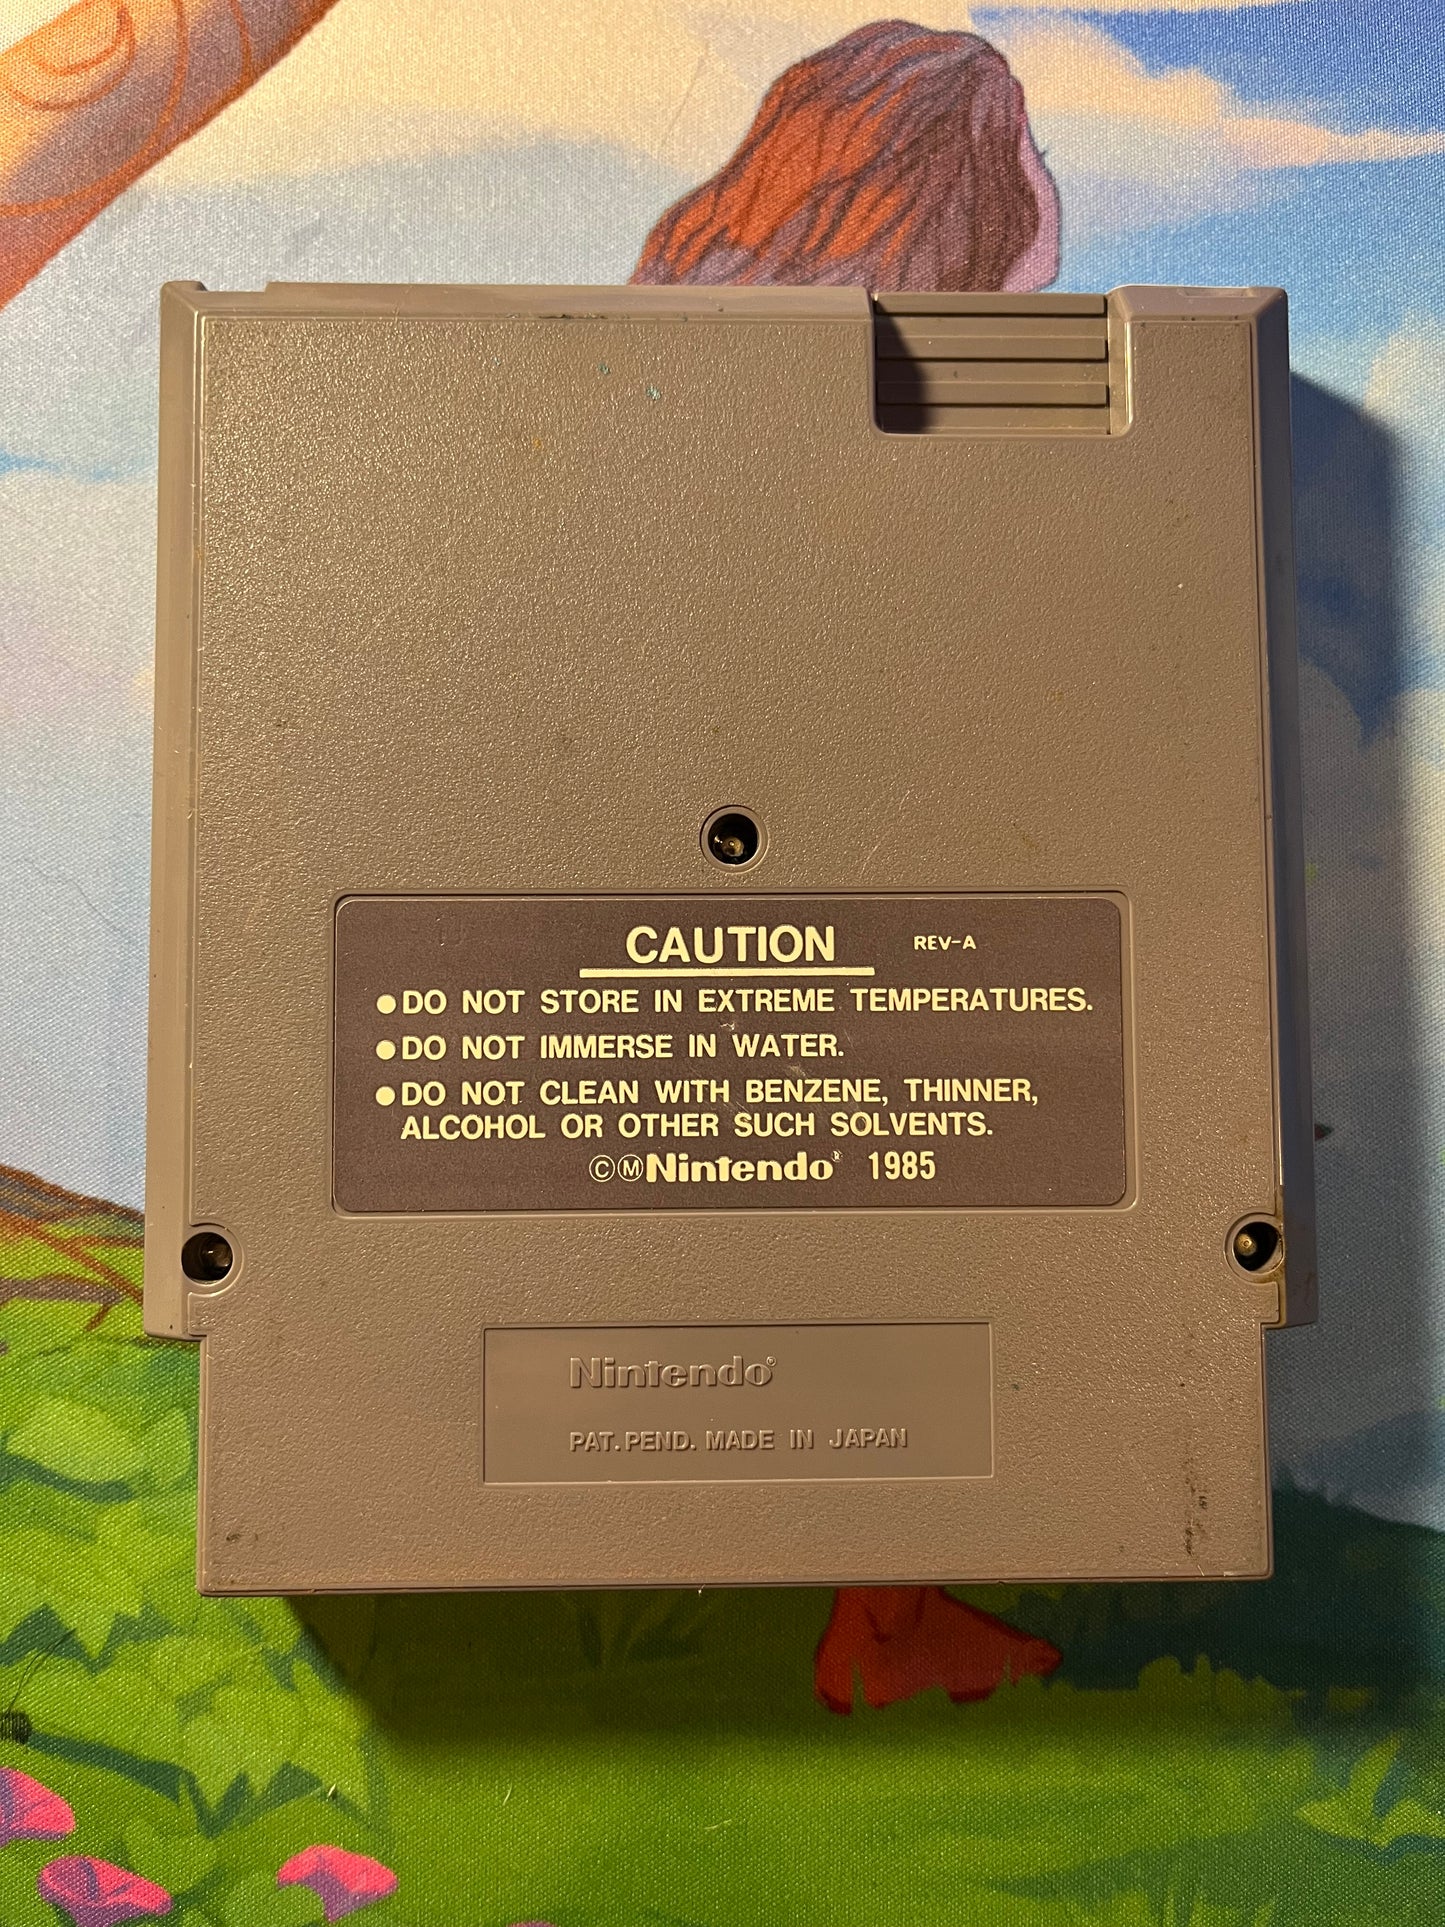 CAUTION REV-A
●DO NOT STORE IN EXTREME TEMPERATURES.
●DO NOT IMMERSE IN WATER.
●DO NOT CLEAN WITH BENZENE, THINNER,
ALCOHOL OR OTHER SUCH SOLVENTS.
ⒸⓂNintendo® 1985
Nintendo®
PAT. PEND. MADE IN JAPAN